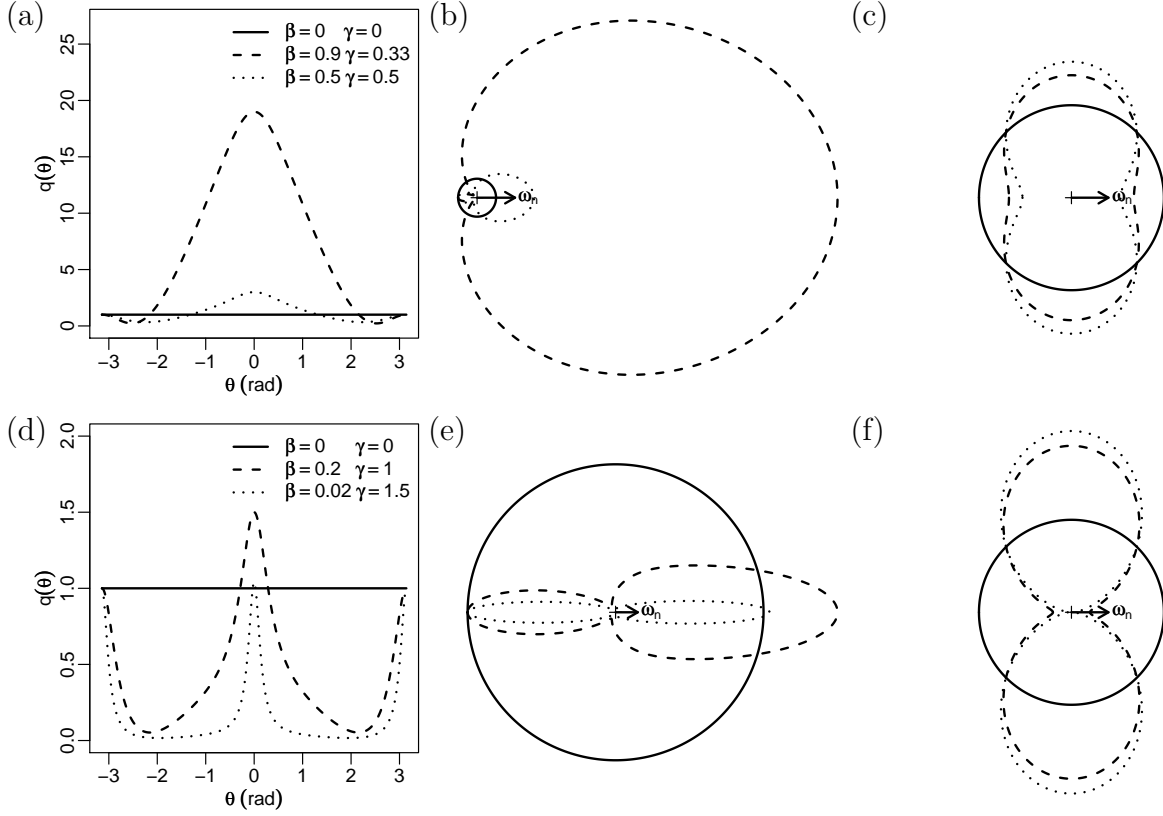 (a)
β=0 γ=0
β=0.9 γ=0.33
β=0.5 γ=0.5
25
20
15
10
5
0
q(θ)
−3 −2 −1 0 1 2 3
θ (rad)
(b)
ωn
(c)
ωn
(d)
β=0 γ=0
β=0.2 γ=1
β=0.02 γ=1.5
2.0
1.5
1.0
0.5
0.0
q(θ)
−3 −2 −1 0 1 2 3
θ (rad)
(e)
ωn
(f)
ωn